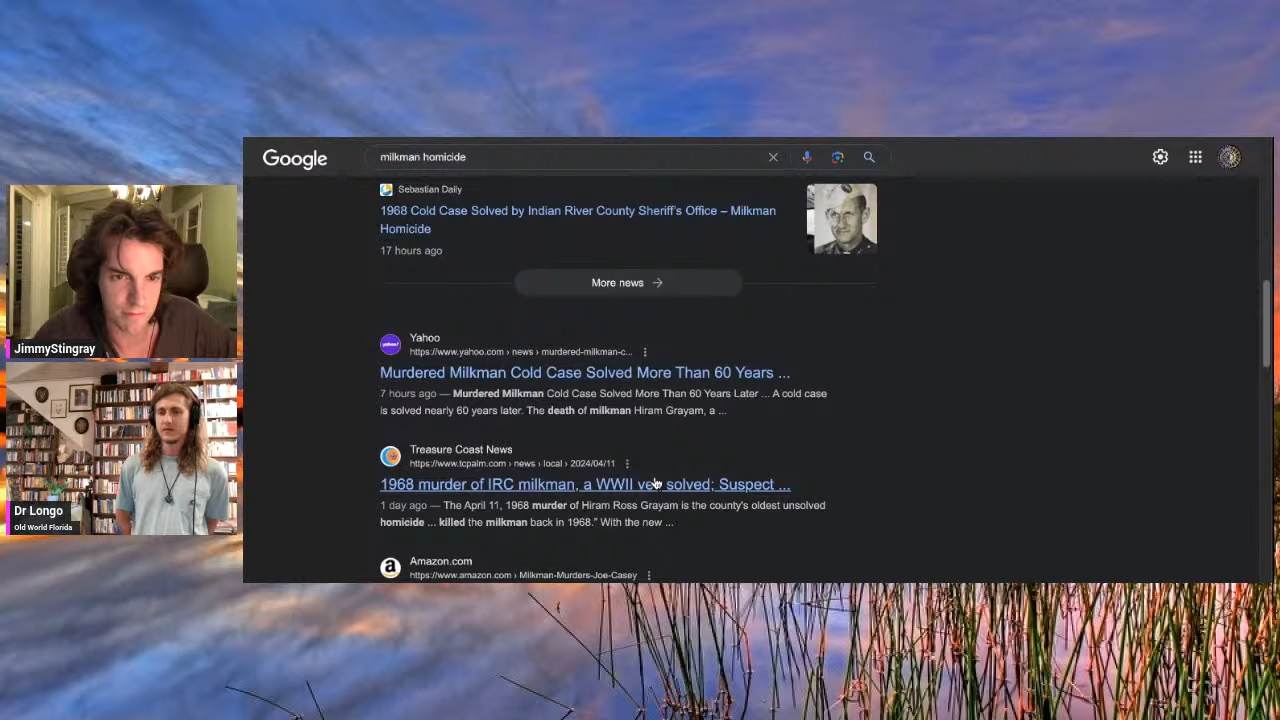 Google
milkman homicide
Sebastian Daily
1968 Cold Case Solved by Indian River County Sheriff's Office – Milkman
Homicide
17 hours ago
More news
Yahoo
https://www.yahoo.com › news › murdered-milkman-c...
Murdered Milkman Cold Case Solved More Than 60 Years ...
7 hours ago — Murdered Milkman Cold Case Solved More Than 60 Years Later ... A cold case
is solved nearly 60 years later. The death of milkman Hiram Grayam, a ...
Treasure Coast News
https://www.tcpalm.com › news › local › 2024/04/11
1968 murder of IRC milkman, a WWII vet, solved; Suspect ...
1 day ago — The April 11, 1968 murder of Hiram Ross Grayam is the county's oldest unsolved
homicide ... killed the milkman back in 1968." With the new ...
Amazon.com
https://www.amazon.com › Milkman-Murders-Joe-Casey
JimmyStingray
Dr Longo
Old World Florida